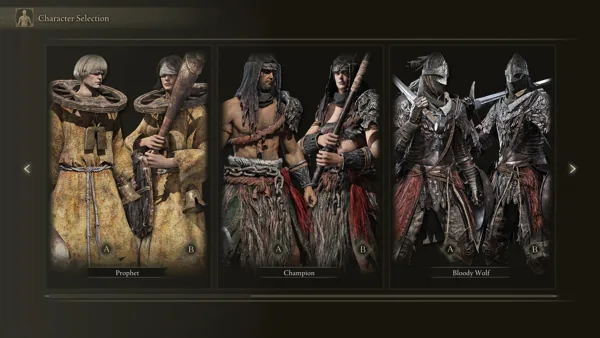 Character Selection
A B
Prophet
A B
Champion
A B
Bloody Wolf